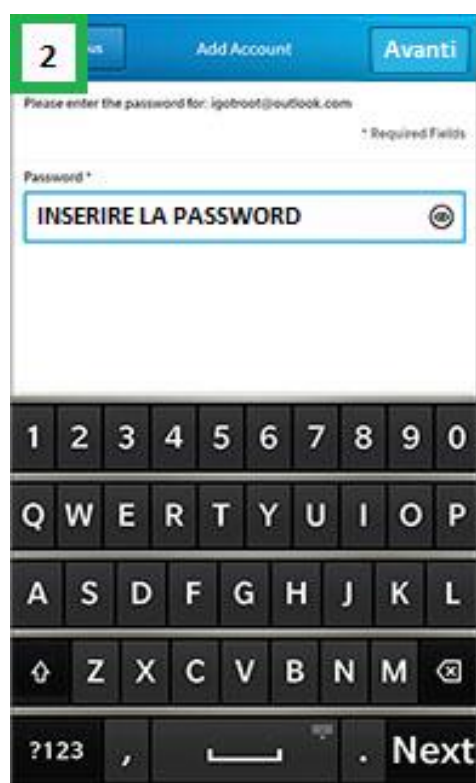 2 us Add Account Avanti
Please enter the password for: igotroot@outlook.com
* Required Fields
Password *
INSERIRE LA PASSWORD
1 2 3 4 5 6 7 8 9 0
Q W E R T Y U I O P
A S D F G H J K L
Z X C V B N M
?123 , . Next